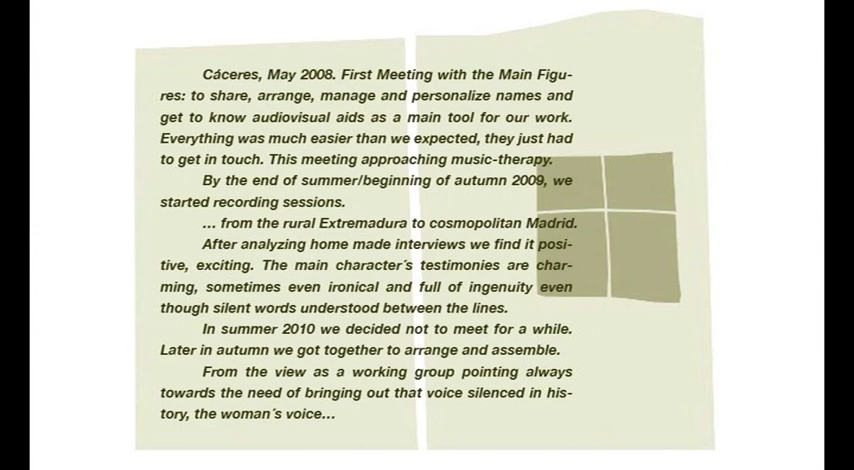 Cáceres, May 2008. First Meeting with the Main Figu-
res: to share, arrange, manage and personalize names and
get to know audiovisual aids as a main tool for our work.
Everything was much easier than we expected, they just had
to get in touch. This meeting approaching music-therapy.
By the end of summer/beginning of autumn 2009, we
started recording sessions.
... from the rural Extremadura to cosmopolitan Madrid.
After analyzing home made interviews we find it posi-
tive, exciting. The main character´s testimonies are char-
ming, sometimes even ironical and full of ingenuity even
though silent words understood between the lines.
In summer 2010 we decided not to meet for a while.
Later in autumn we got together to arrange and assemble.
From the view as a working group pointing always
towards the need of bringing out that voice silenced in his-
tory, the woman´s voice...